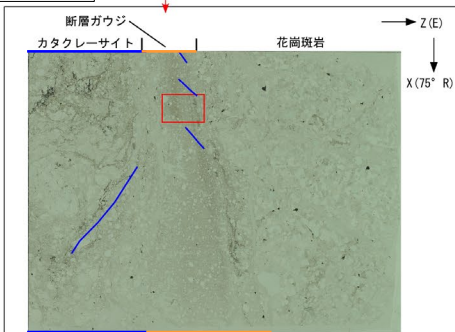 断層ガウジ
Z(E)
カタクレーサイト
花崗斑岩
X(75° R)